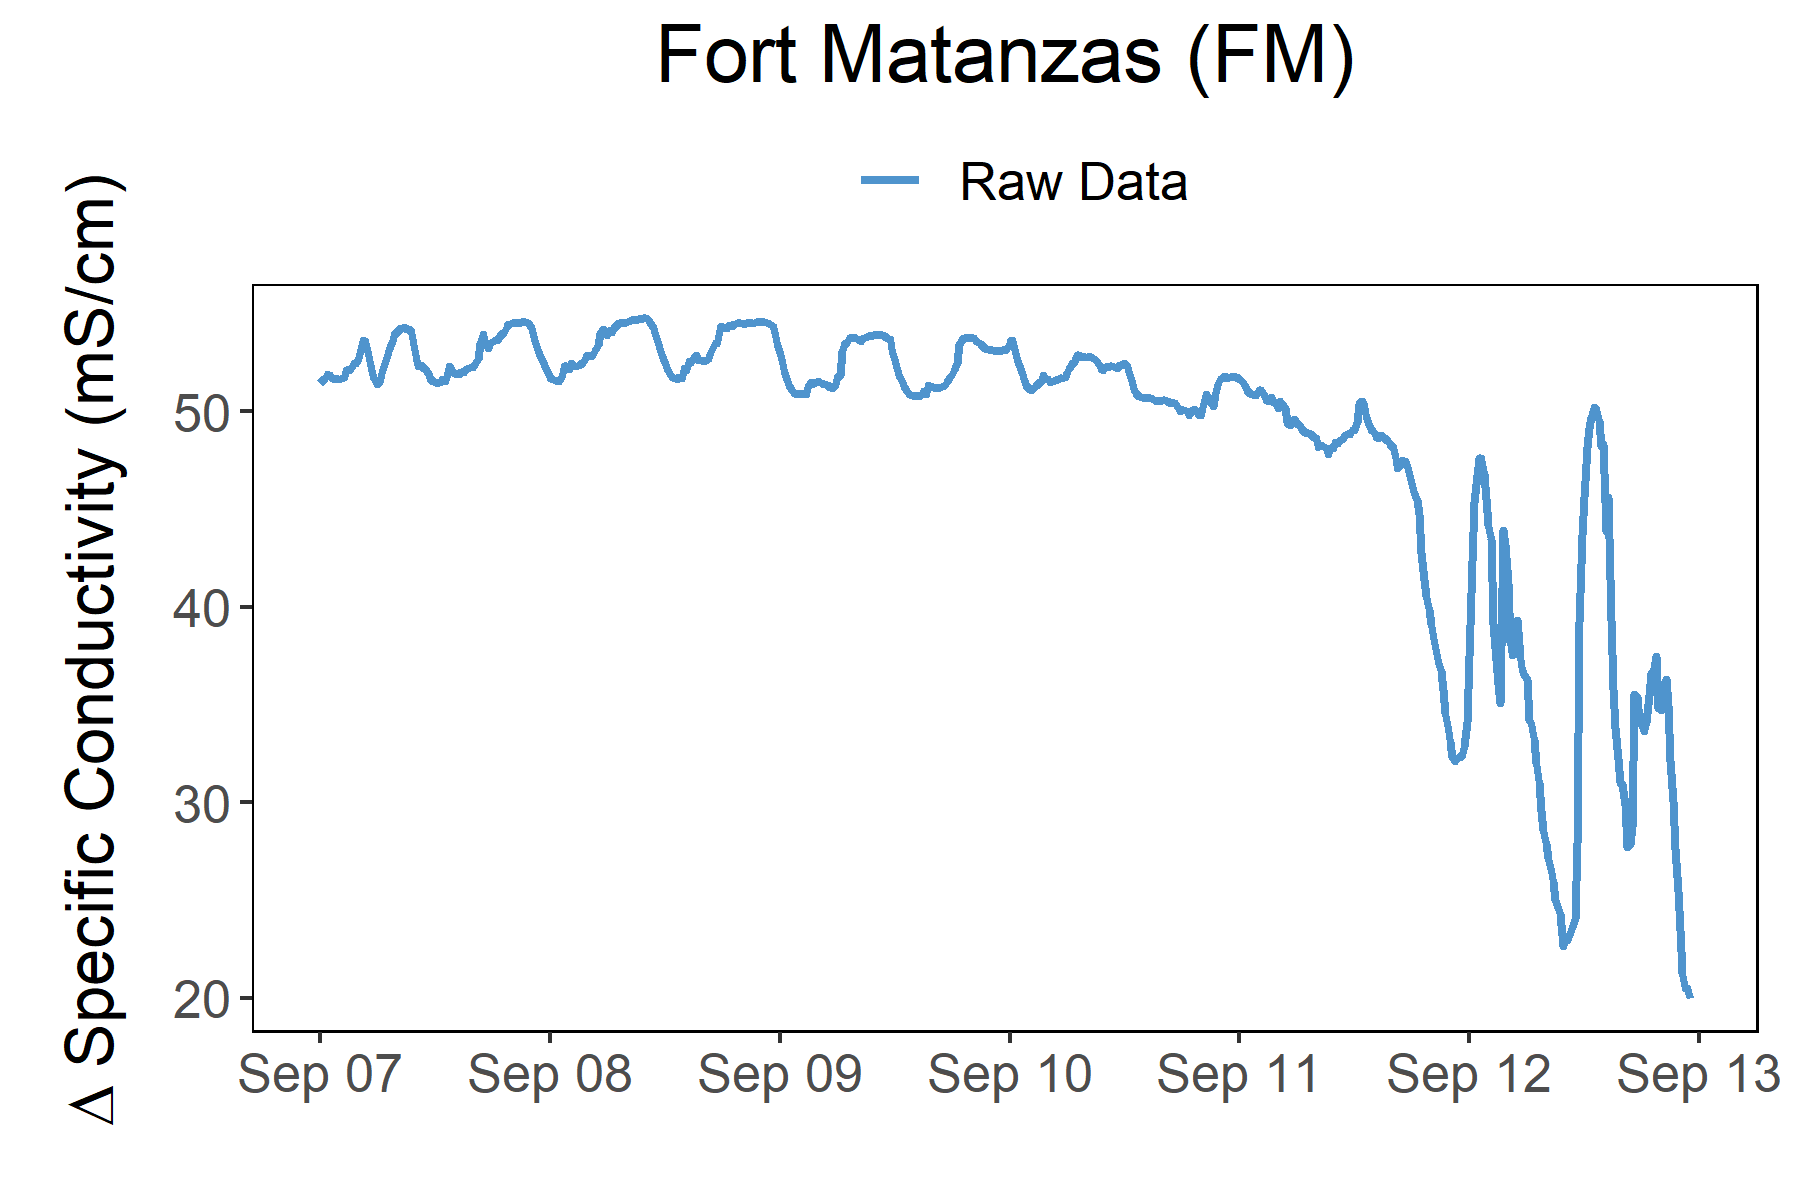 Fort Matanzas (FM)
Raw Data
Δ Specific Conductivity (mS/cm)
50
40
30
20
Sep 07 Sep 08 Sep 09 Sep 10 Sep 11 Sep 12 Sep 13